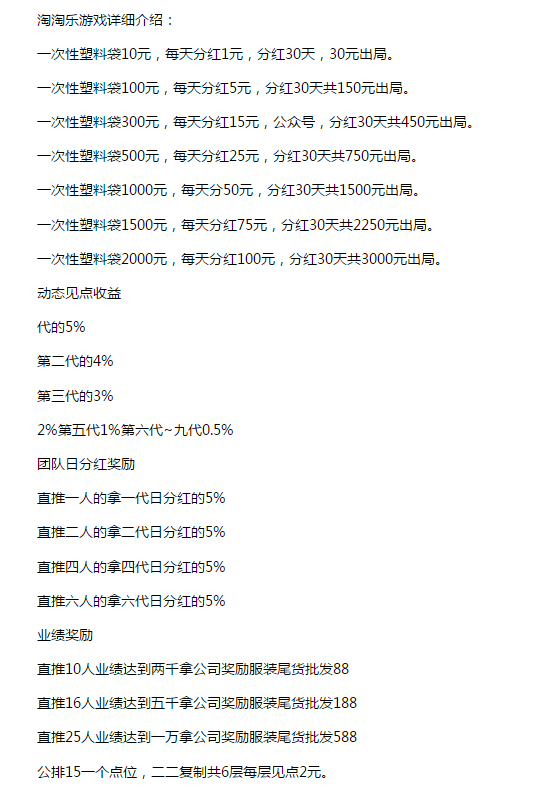 淘淘乐游戏详细介绍：
一次性塑料袋10元，每天分红1元，分红30天，30元出局。
一次性塑料袋100元，每天分红5元，分红30天共150元出局。
一次性塑料袋300元，每天分红15元，公众号，分红30天共450元出局。
一次性塑料袋500元，每天分红25元，分红30天共750元出局。
一次性塑料袋1000元，每天分50元，分红30天共1500元出局。
一次性塑料袋1500元，每天分红75元，分红30天共2250元出局。
一次性塑料袋2000元，每天分红100元，分红30天共3000元出局。
动态见点收益
代的5%
第二代的4%
第三代的3%
2%第五代1%第六代~九代0.5%
团队日分红奖励
直推一人的拿一代日分红的5%
直推二人的拿二代日分红的5%
直推四人的拿四代日分红的5%
直推六人的拿六代日分红的5%
业绩奖励
直推10人业绩达到两千拿公司奖励服装尾货批发88
直推16人业绩达到五千拿公司奖励服装尾货批发188
直推25人业绩达到一万拿公司奖励服装尾货批发588
公排15一个点位，二二复制共6层每层见点2元。